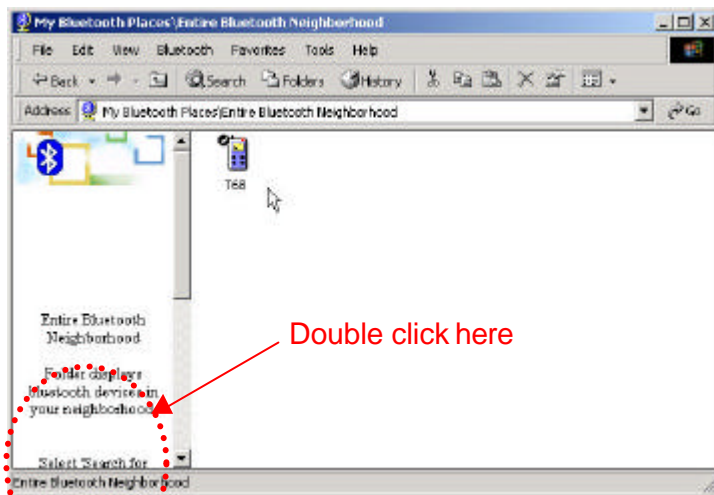 My Bluetooth Places\Entire Bluetooth Neighborhood
File Edit View Bluetooth Favorites Tools Help
Back Search Folders History
Address My Bluetooth Places\Entire Bluetooth Neighborhood Go
T68
Entire Bluetooth
Neighborhood
Double click here
Folder displays
bluetooth devices in
your neighborhood
Select 'Search for
Entire Bluetooth Neighborhood